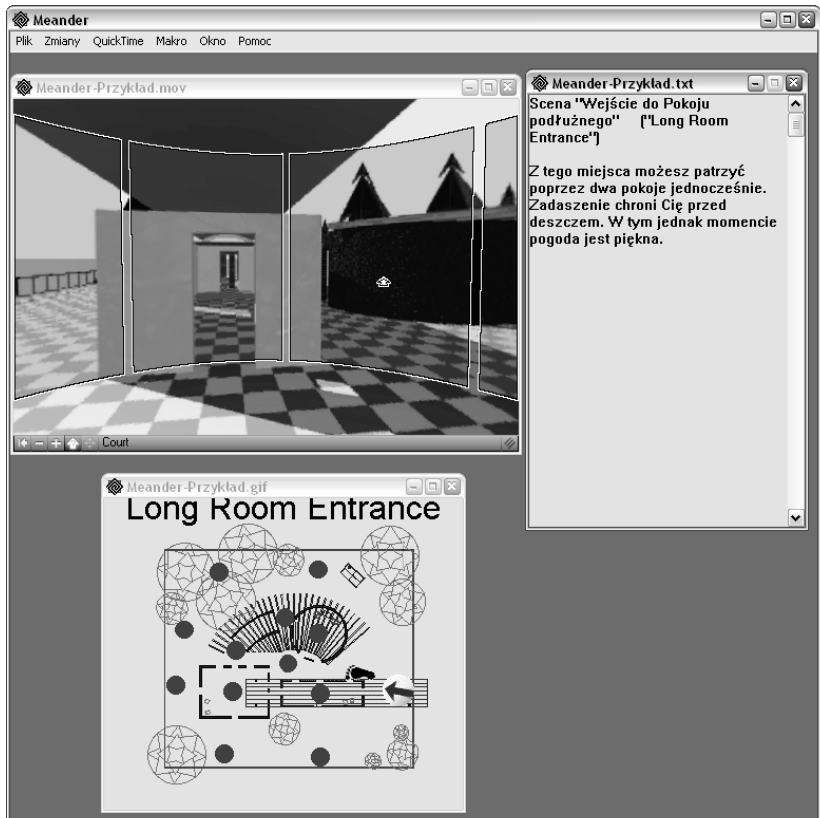 Meander
Plik Zmiany QuickTime Makro Okno Pomoc
Meander-Przykład.mov
Court
Meander-Przykład.txt
Scena "Wejście do Pokoju
podłużnego" ("Long Room
Entrance")
Z tego miejsca możesz patrzyć
poprzez dwa pokoje jednocześnie.
Zadaszenie chroni Cię przed
deszczem. W tym jednak momencie
pogoda jest piękna.
Meander-Przykład.gif
Long Room Entrance